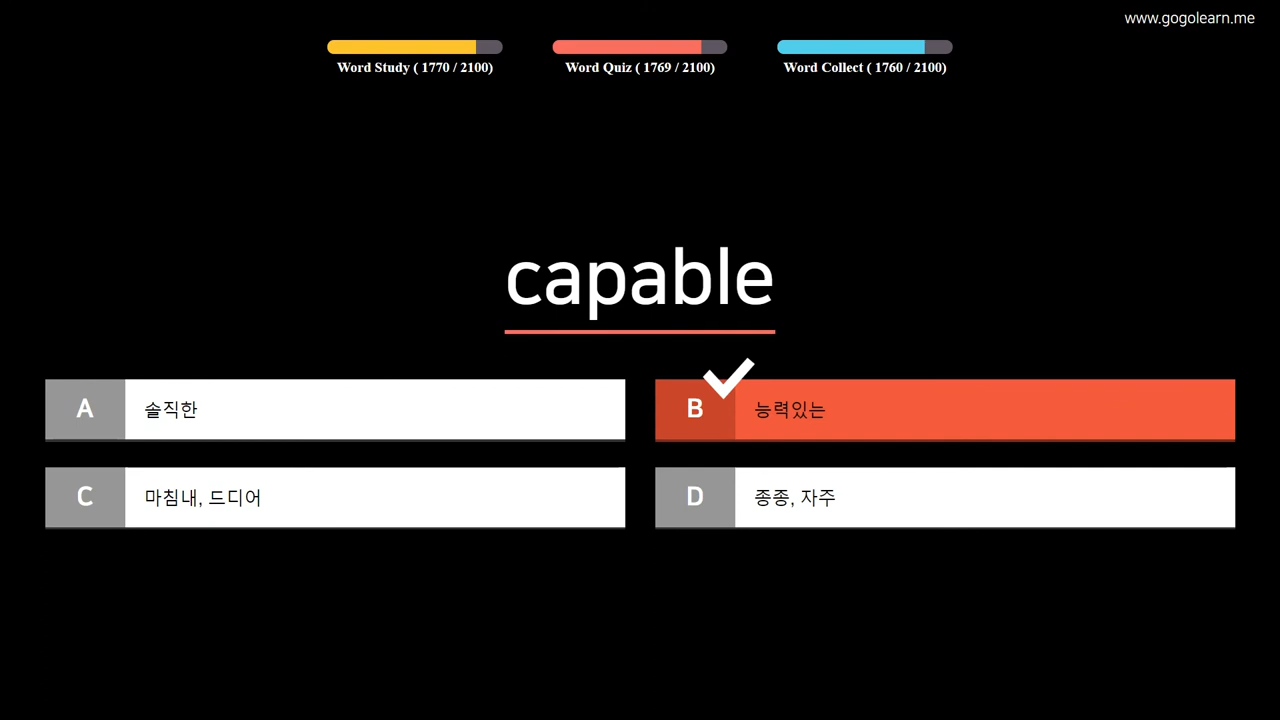 www.gogolearn.me
Word Study ( 1770 / 2100)
Word Quiz ( 1769 / 2100)
Word Collect ( 1760 / 2100)
capable
A 솔직한
B 능력있는
C 마침내, 드디어
D 종종, 자주